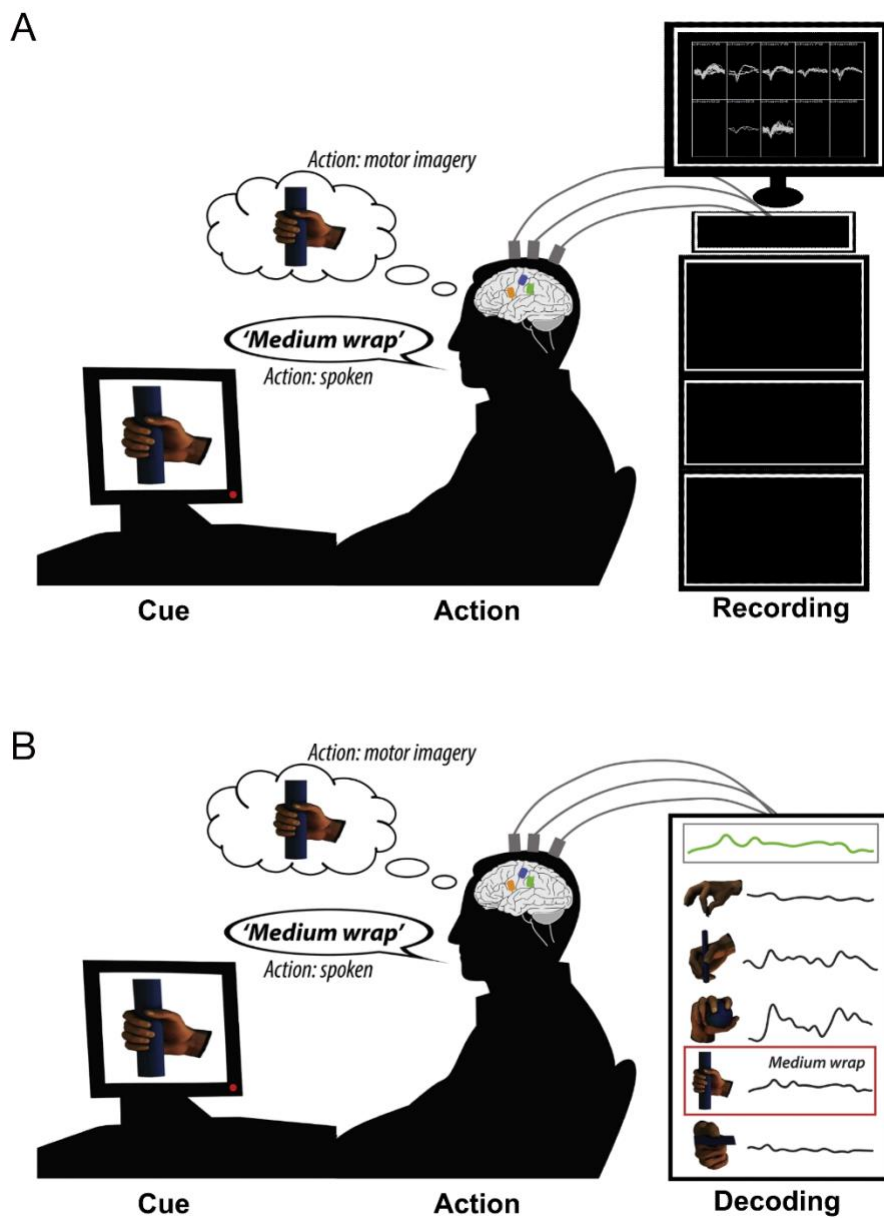 A
Action: motor imagery
'Medium wrap'
Action: spoken
Cue
Action
Recording
B
Action: motor imagery
'Medium wrap'
Action: spoken
Medium wrap
Cue
Action
Decoding